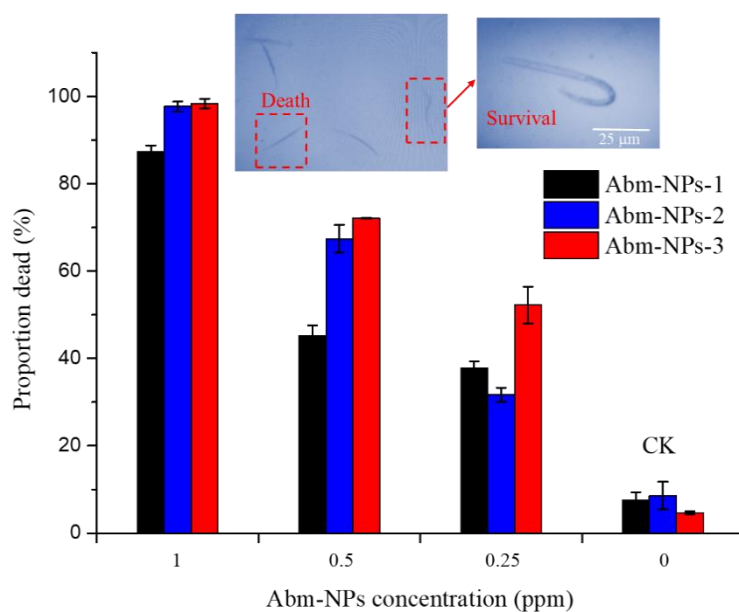 Death
Survival
25 μm
Abm-NPs-1
Abm-NPs-2
Abm-NPs-3
CK
Proportion dead (%)
100
80
60
40
20
0
1
0.5
0.25
0
Abm-NPs concentration (ppm)